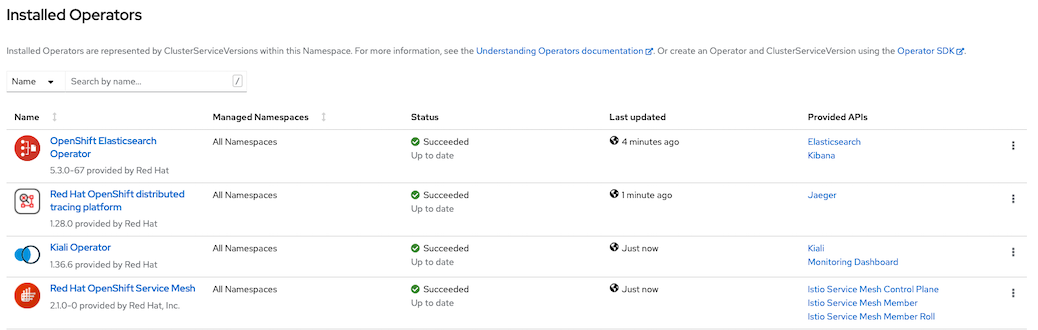 Installed Operators
Installed Operators are represented by ClusterServiceVersions within this Namespace. For more information, see the Understanding Operators documentation. Or create an Operator and ClusterServiceVersion using the Operator SDK.
Name Search by name... /
Name Managed Namespaces Status Last updated Provided APIs
OpenShift Elasticsearch All Namespaces Succeeded 4 minutes ago Elasticsearch
Operator Up to date Kibana
5.3.0-67 provided by Red Hat
Red Hat OpenShift distributed All Namespaces Succeeded 1 minute ago Jaeger
tracing platform Up to date
1.28.0 provided by Red Hat
Kiali Operator All Namespaces Succeeded Just now Kiali
1.36.6 provided by Red Hat Up to date Monitoring Dashboard
Red Hat OpenShift Service Mesh All Namespaces Succeeded Just now Istio Service Mesh Control Plane
2.1.0-0 provided by Red Hat, Inc. Up to date Istio Service Mesh Member
Istio Service Mesh Member Roll